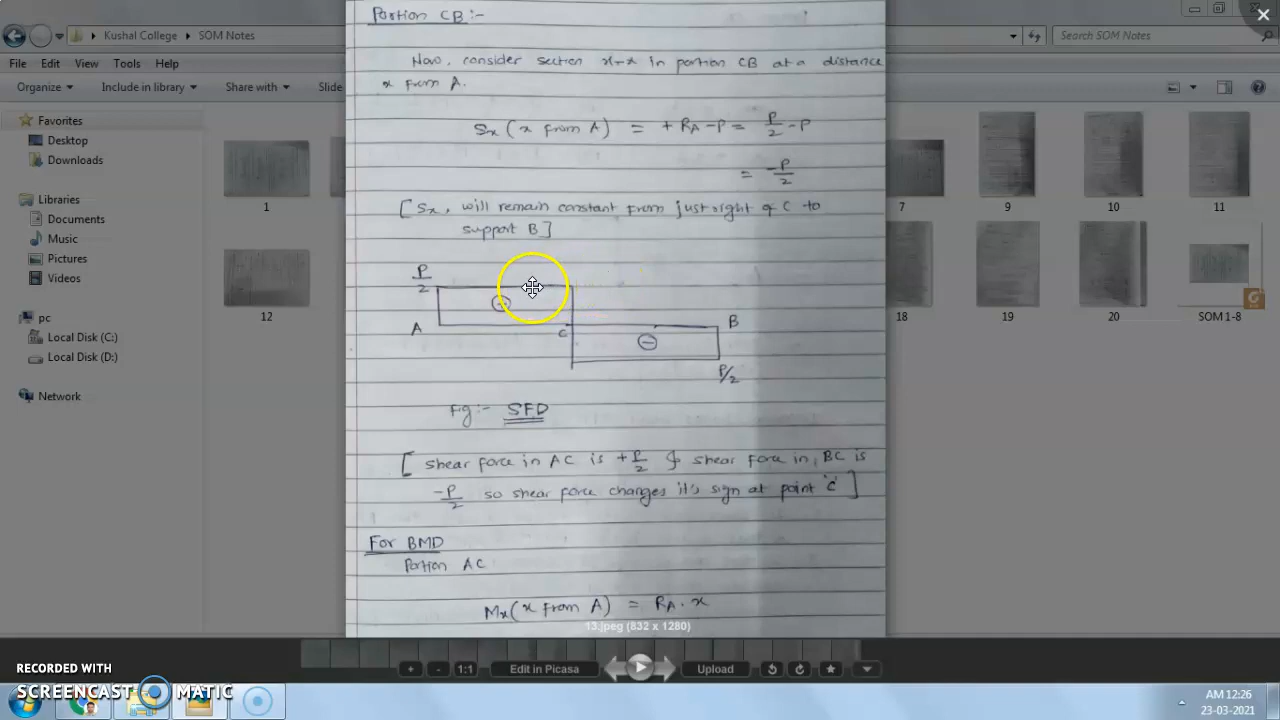 Kushal College
SOM Notes
Search SOM Notes
File
Edit
View
Tools
Help
Organize
Include in library
Share with
Slide
Favorites
Desktop
Downloads
Libraries
Documents
Music
Pictures
Videos
pc
Local Disk (C:)
Local Disk (D:)
Network
1
7
9
10
11
12
18
19
20
SOM 1-8
Portion CB:-
Now, consider section x-x in portion CB at a distance
x from A.
Sx (x from A) = + RA - P = P/2 - P
= -P/2
[ Sx, will remain constant from just right of C to
support B]
P/2
A
C
B
P/2
Fig:- SFD
[ shear force in AC is +P/2 & shear force in BC is
-P/2 so shear force changes it's sign at point 'C' ]
For BMD
Portion AC
Mx (x from A) = RA . x
13.jpeg (832 x 1280)
+
-
1:1
Edit in Picasa
Upload
RECORDED WITH
SCREENCAST MATIC
AM 12:26
23-03-2021